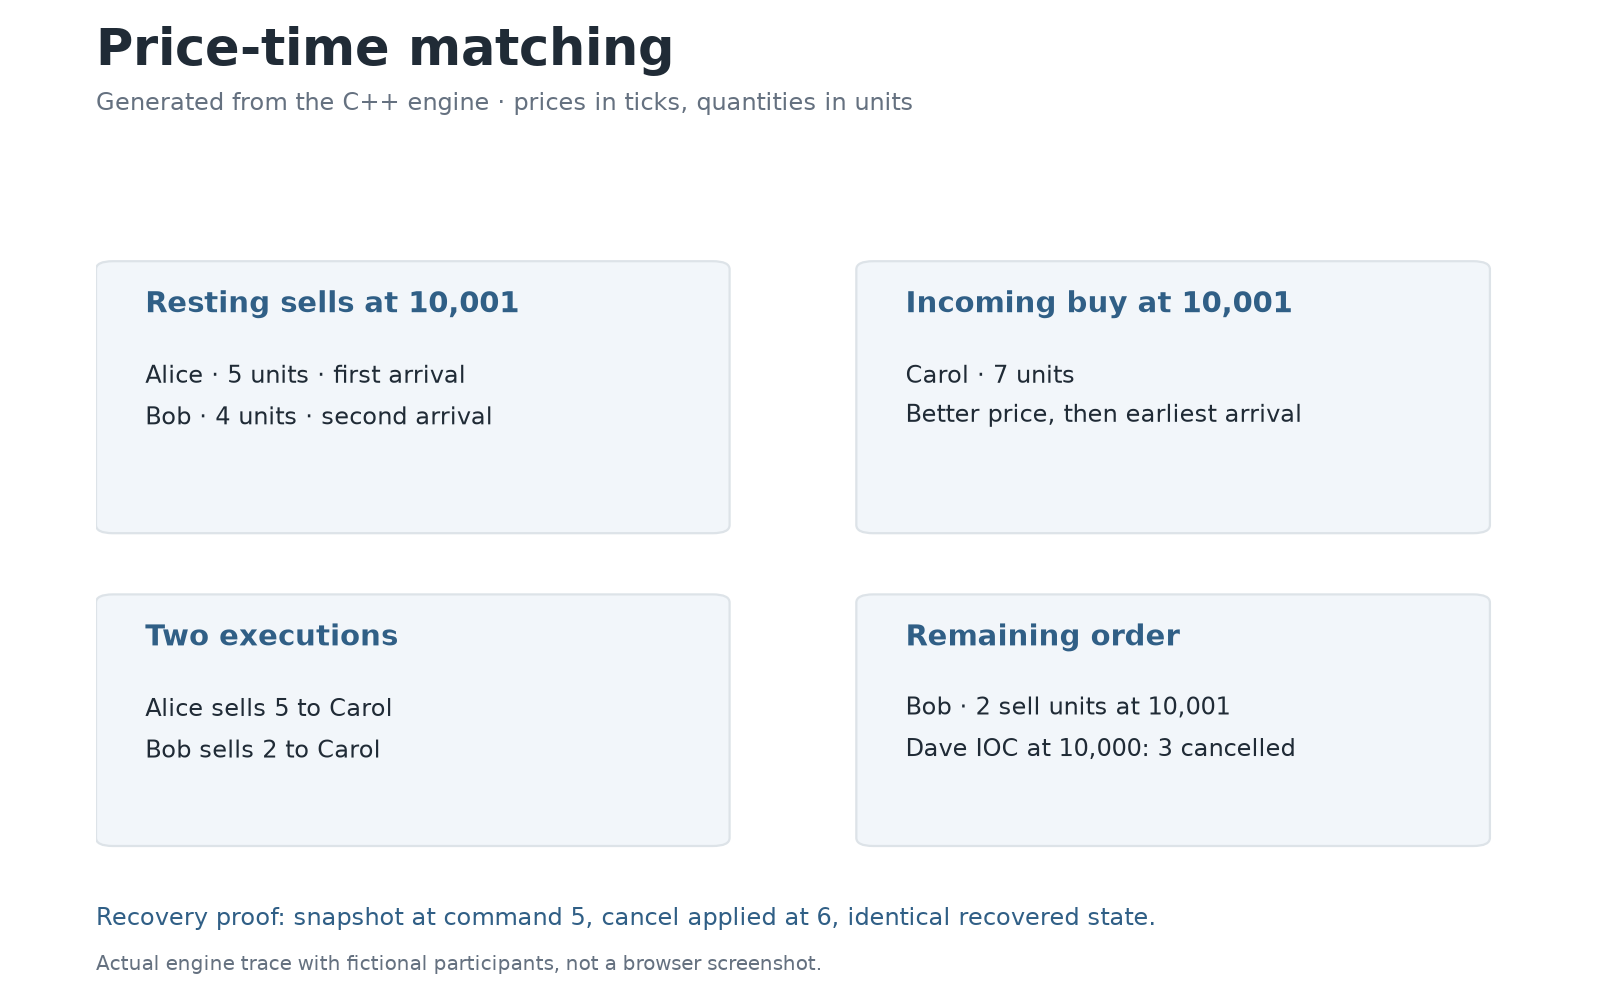 Price-time matching
Generated from the C++ engine · prices in ticks, quantities in units
Resting sells at 10,001
Alice · 5 units · first arrival
Bob · 4 units · second arrival
Incoming buy at 10,001
Carol · 7 units
Better price, then earliest arrival
Two executions
Alice sells 5 to Carol
Bob sells 2 to Carol
Remaining order
Bob · 2 sell units at 10,001
Dave IOC at 10,000: 3 cancelled
Recovery proof: snapshot at command 5, cancel applied at 6, identical recovered state.
Actual engine trace with fictional participants, not a browser screenshot.